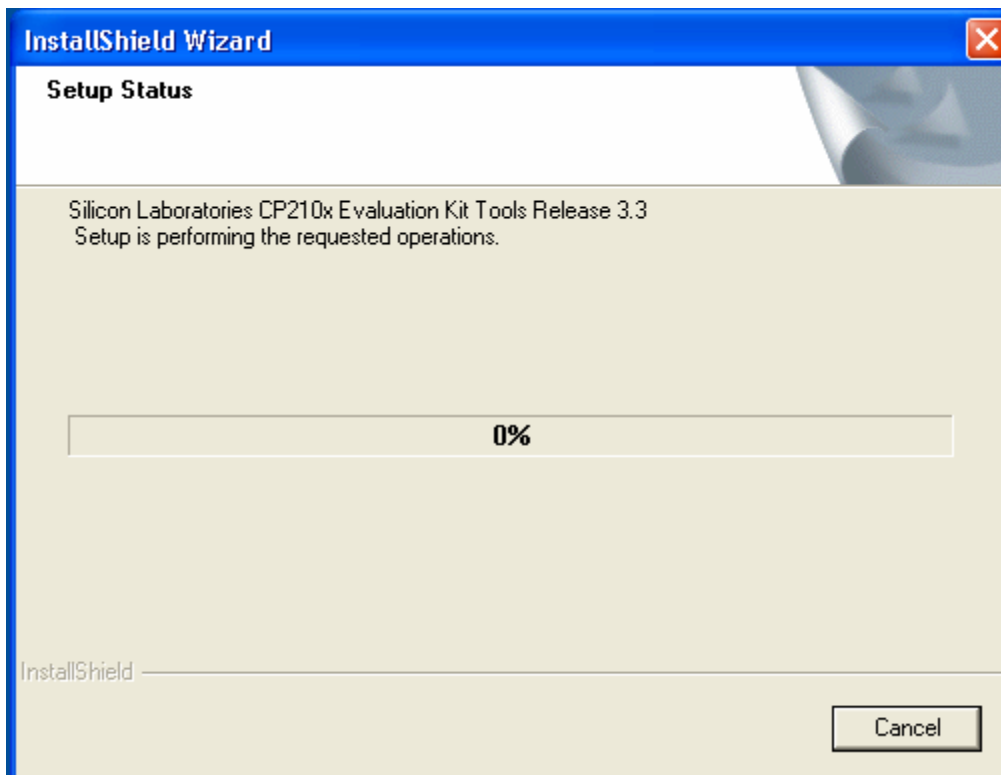 InstallShield Wizard
Setup Status
Silicon Laboratories CP210x Evaluation Kit Tools Release 3.3
Setup is performing the requested operations.
0%
InstallShield
Cancel